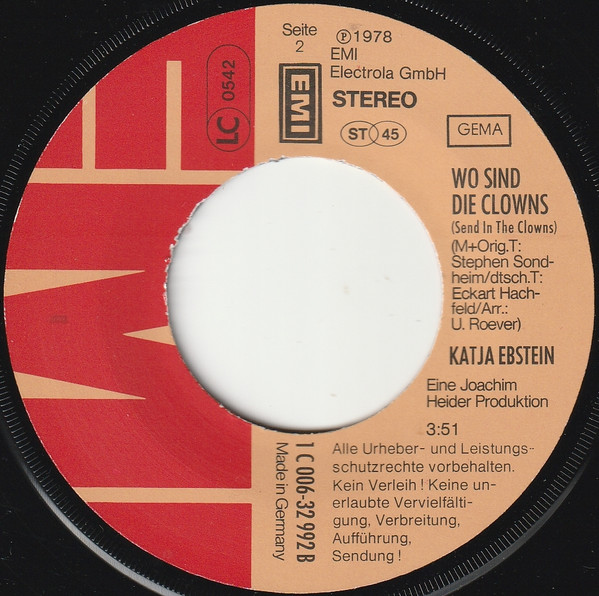 Seite
2
℗ 1978
EMI
Electrola GmbH
LC 0542
EMI
STEREO
ST 45
GEMA
WO SIND
DIE CLOWNS
(Send In The Clowns)
(M+Orig.T:
Stephen Sond-
heim/dtsch.T:
Eckart Hach-
feld/Arr.:
U. Roever)
KATJA EBSTEIN
Eine Joachim
Heider Produktion
3:51
1 C 006-32 992 B
Made in Germany
Alle Urheber- und Leistungs-
schutzrechte vorbehalten.
Kein Verleih! Keine un-
erlaubte Vervielfälti-
gung, Verbreitung,
Aufführung,
Sendung!